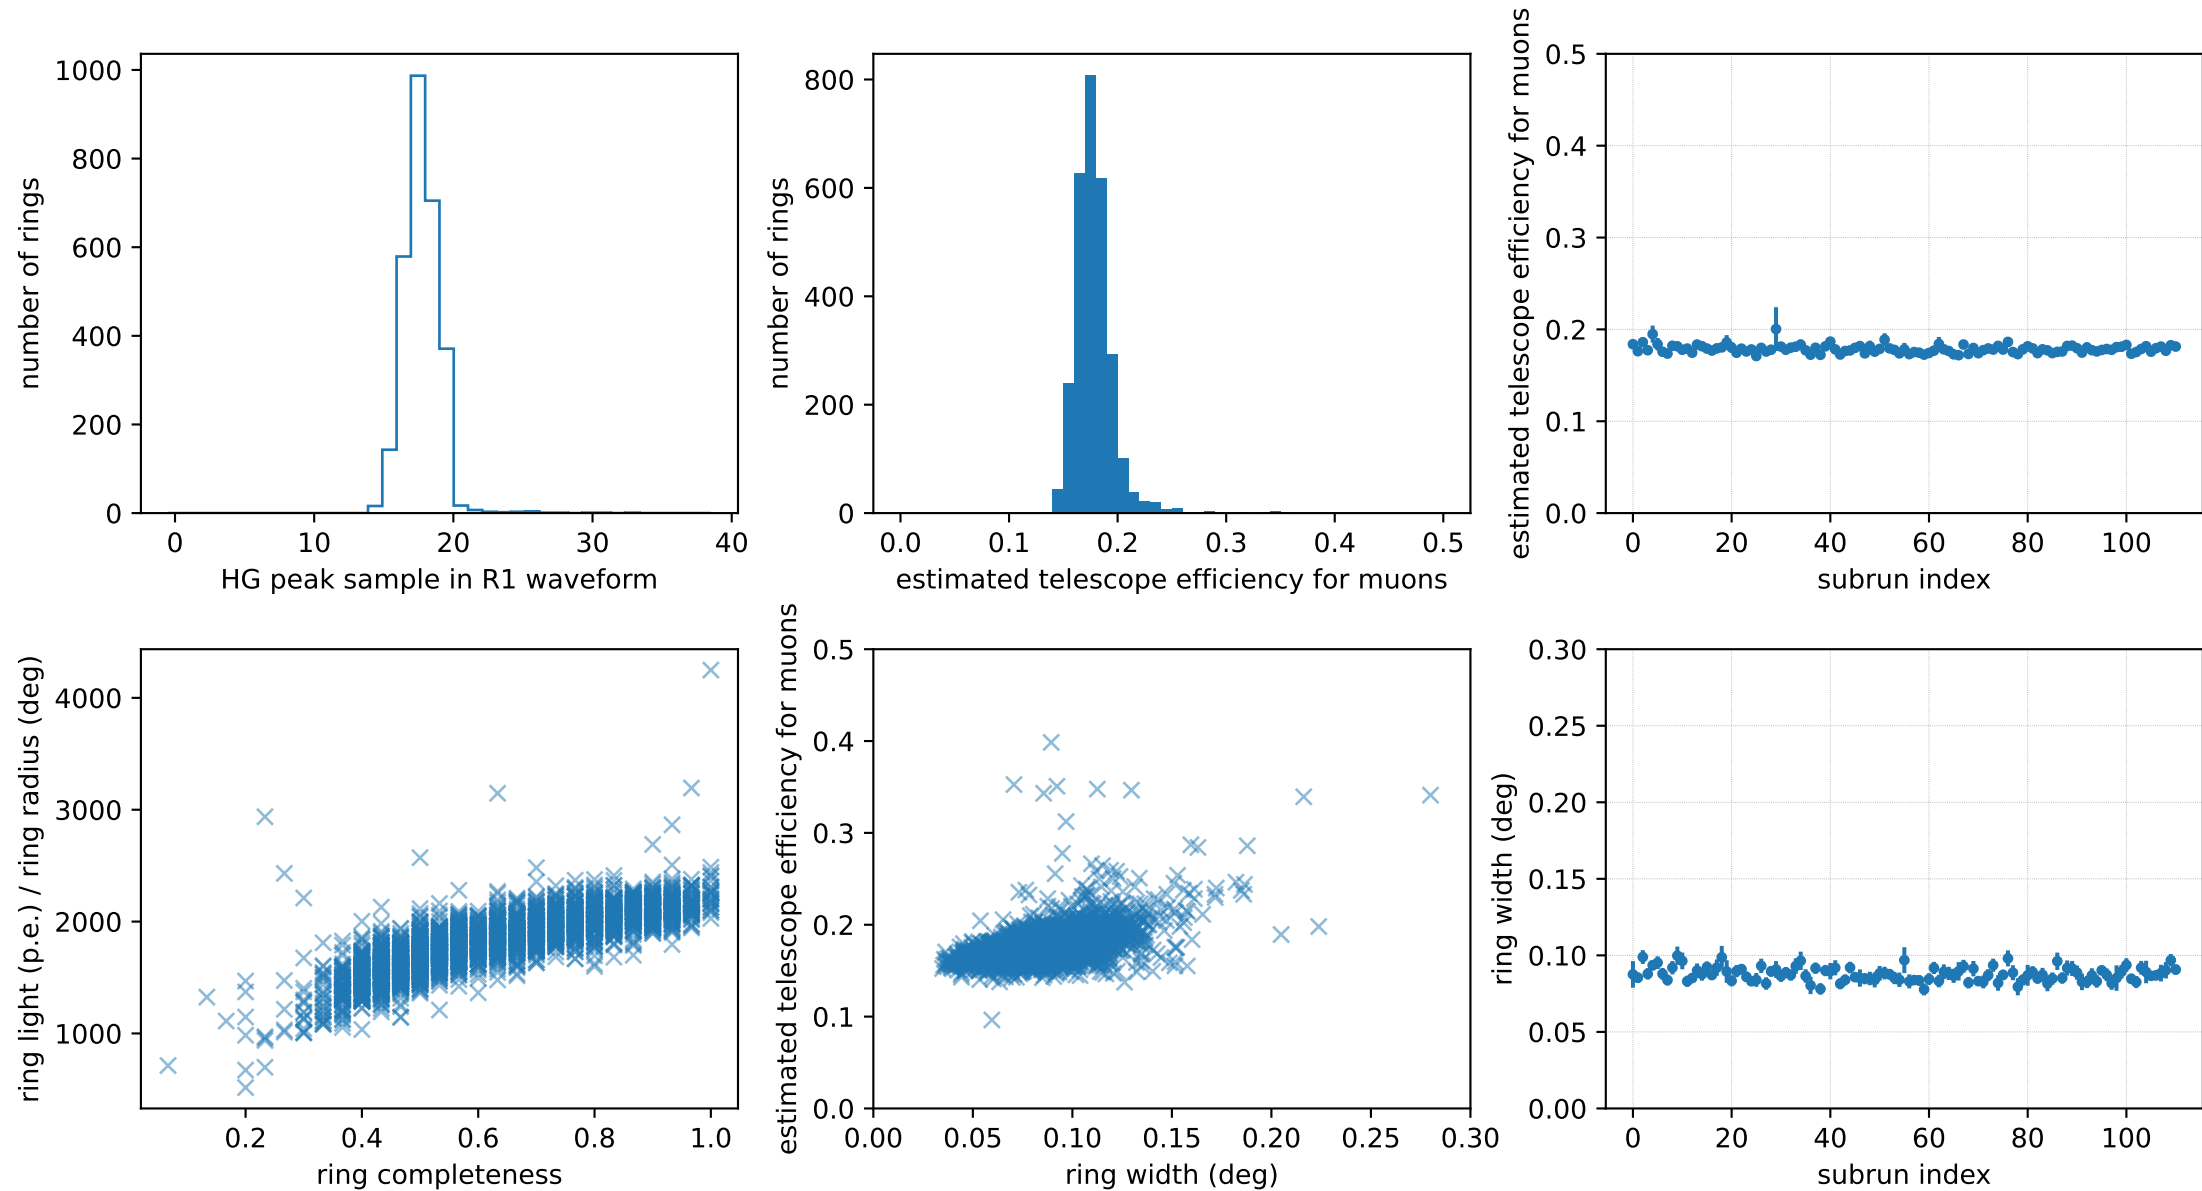 1000
800
600
400
200
0
number of rings
0 10 20 30 40
HG peak sample in R1 waveform
800
600
400
200
0
number of rings
0.0 0.1 0.2 0.3 0.4 0.5
estimated telescope efficiency for muons
0.5
0.4
0.3
0.2
0.1
0.0
estimated telescope efficiency for muons
0 20 40 60 80 100
subrun index
4000
3000
2000
1000
ring light (p.e.) / ring radius (deg)
0.2 0.4 0.6 0.8 1.0
ring completeness
0.5
0.4
0.3
0.2
0.1
0.0
estimated telescope efficiency for muons
0.00 0.05 0.10 0.15 0.20 0.25 0.30
ring width (deg)
0.30
0.25
0.20
0.15
0.10
0.05
0.00
ring width (deg)
0 20 40 60 80 100
subrun index